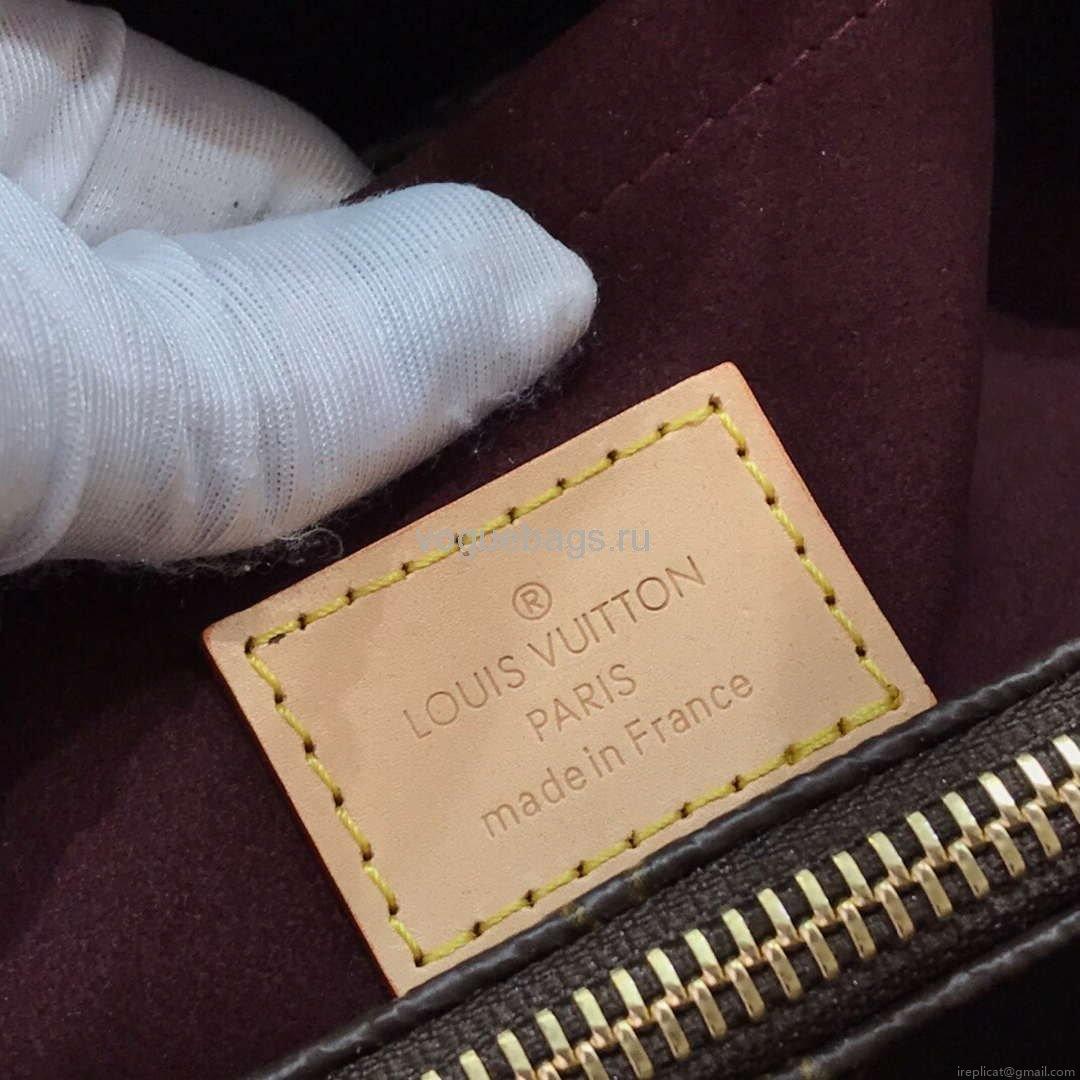 voguebags.ru
®
LOUIS VUITTON
PARIS
made in France
ireplicat@gmail.com